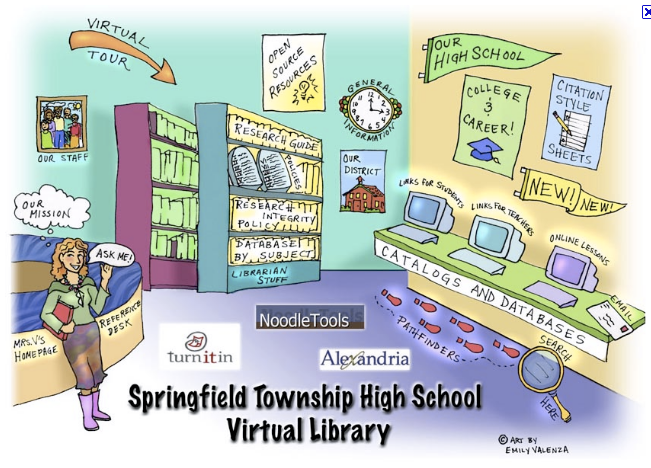 VIRTUAL
TOUR
OPEN
SOURCE
RESOURCES
GENERAL
INFORMATION
OUR
HIGH SCHOOL
COLLEGE
&
CAREER!
CITATION
STYLE
SHEETS
OUR STAFF
RESEARCH GUIDE
POLICIES
RESEARCH
INTEGRITY
POLICY
DATABASE
BY SUBJECT
LIBRARIAN
STUFF
OUR
DISTRICT
NEW!
NEW!
LINKS FOR STUDENTS
LINKS FOR TEACHERS
ONLINE LESSONS
CATALOGS AND DATABASES
EMAIL
OUR
MISSION
ASK ME!
MRS. V'S
HOMEPAGE
REFERENCE
DESK
NoodleTools
turnitin
Alexandria
PATHFINDERS
SEARCH
HERE
Springfield Township High School
Virtual Library
© ART BY
EMILY VALENZA